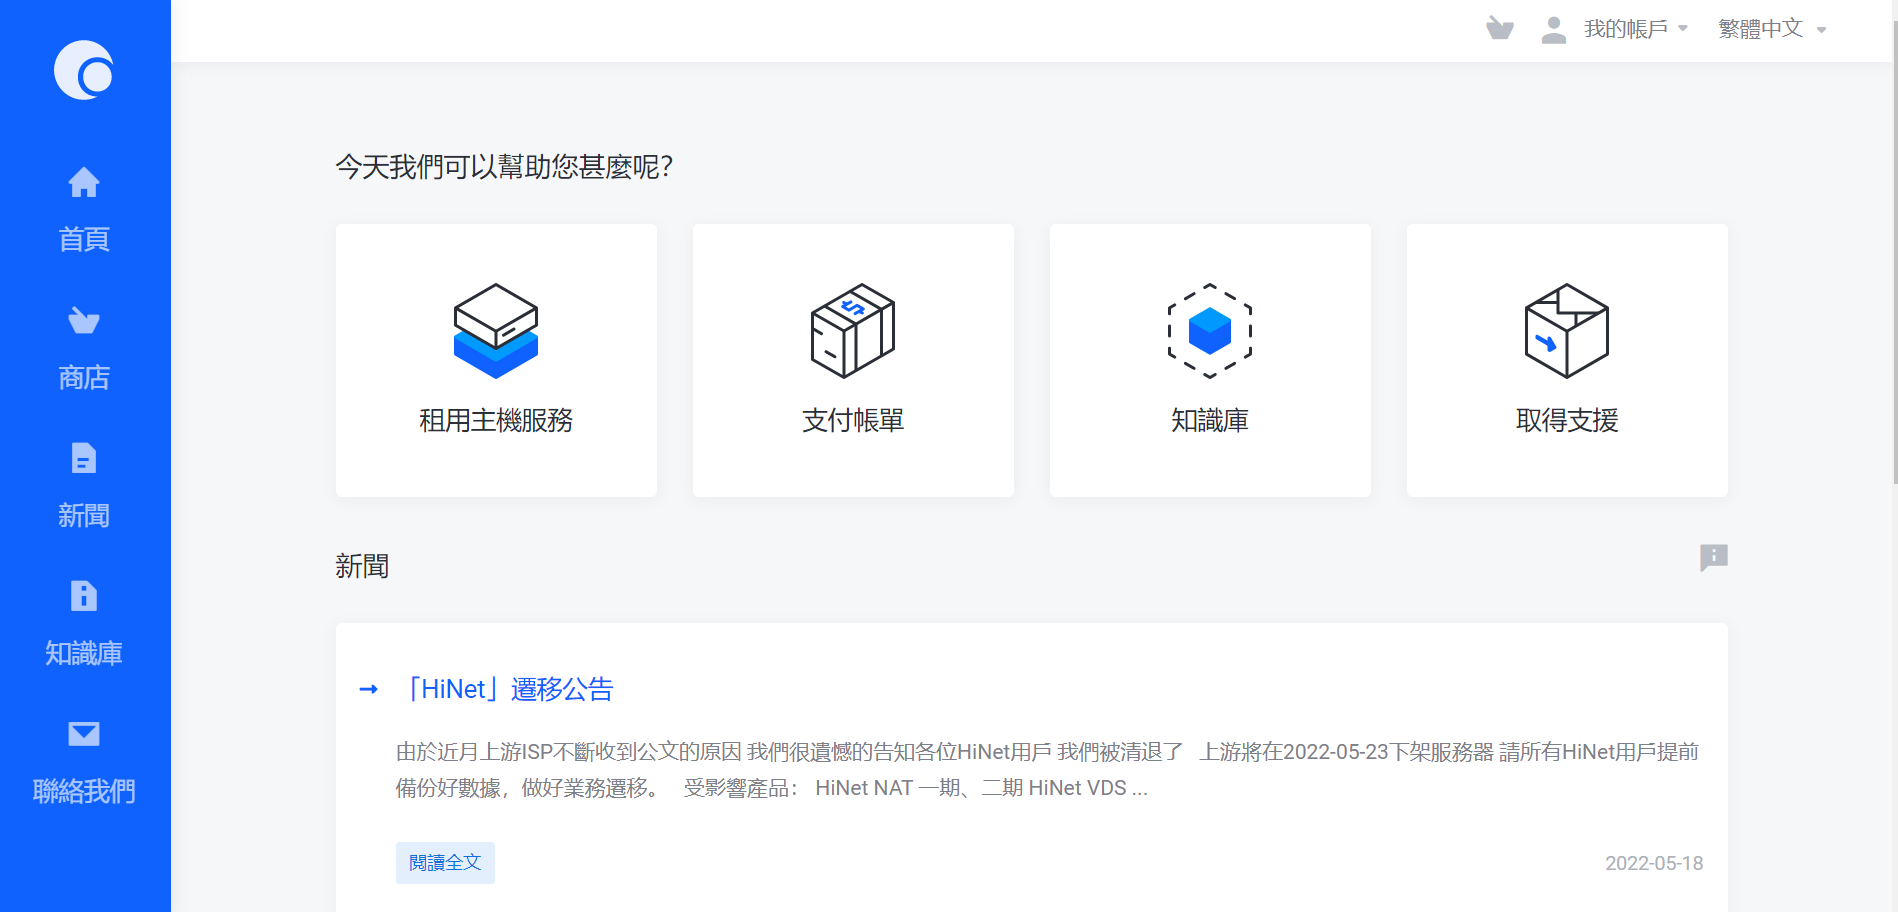 我的帳戶
繁體中文
首頁
商店
新聞
知識庫
聯絡我們
今天我們可以幫助您甚麼呢？
租用主機服務
支付帳單
知識庫
取得支援
新聞
「HiNet」遷移公告
由於近月上游ISP不斷收到公文的原因 我們很遺憾的告知各位HiNet用戶 我們被清退了   上游將在2022-05-23下架服務器 請所有HiNet用戶提前
備份好數據，做好業務遷移。   受影響產品： HiNet NAT 一期、二期 HiNet VDS ...
閱讀全文
2022-05-18